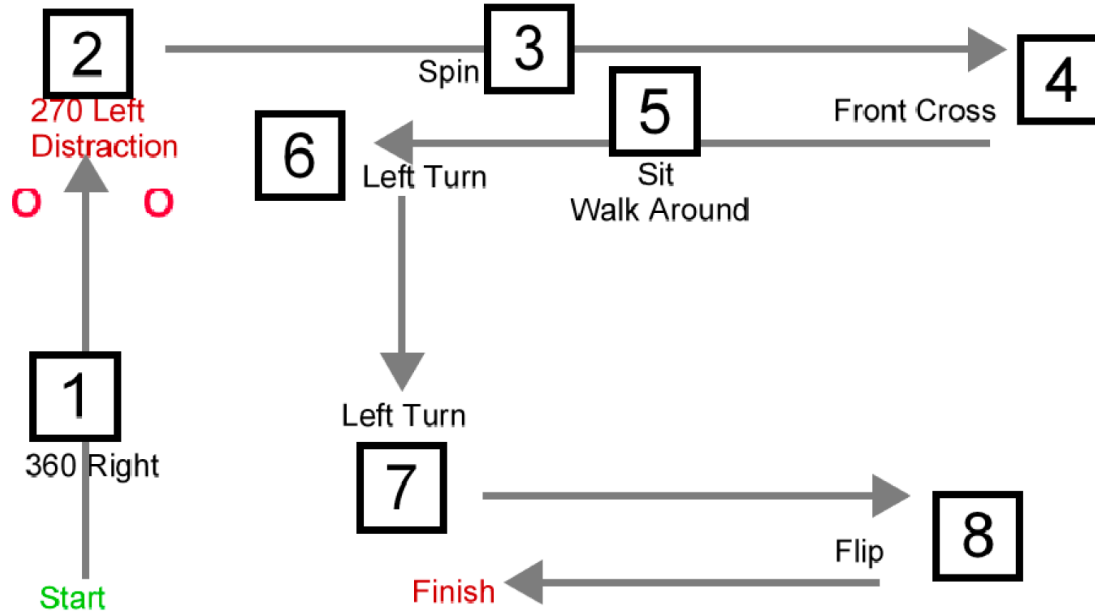 2
3
4
Spin
270 Left
Distraction
5
Front Cross
6
Left Turn
Sit
Walk Around
O O
1
360 Right
Left Turn
7
8
Flip
Start
Finish